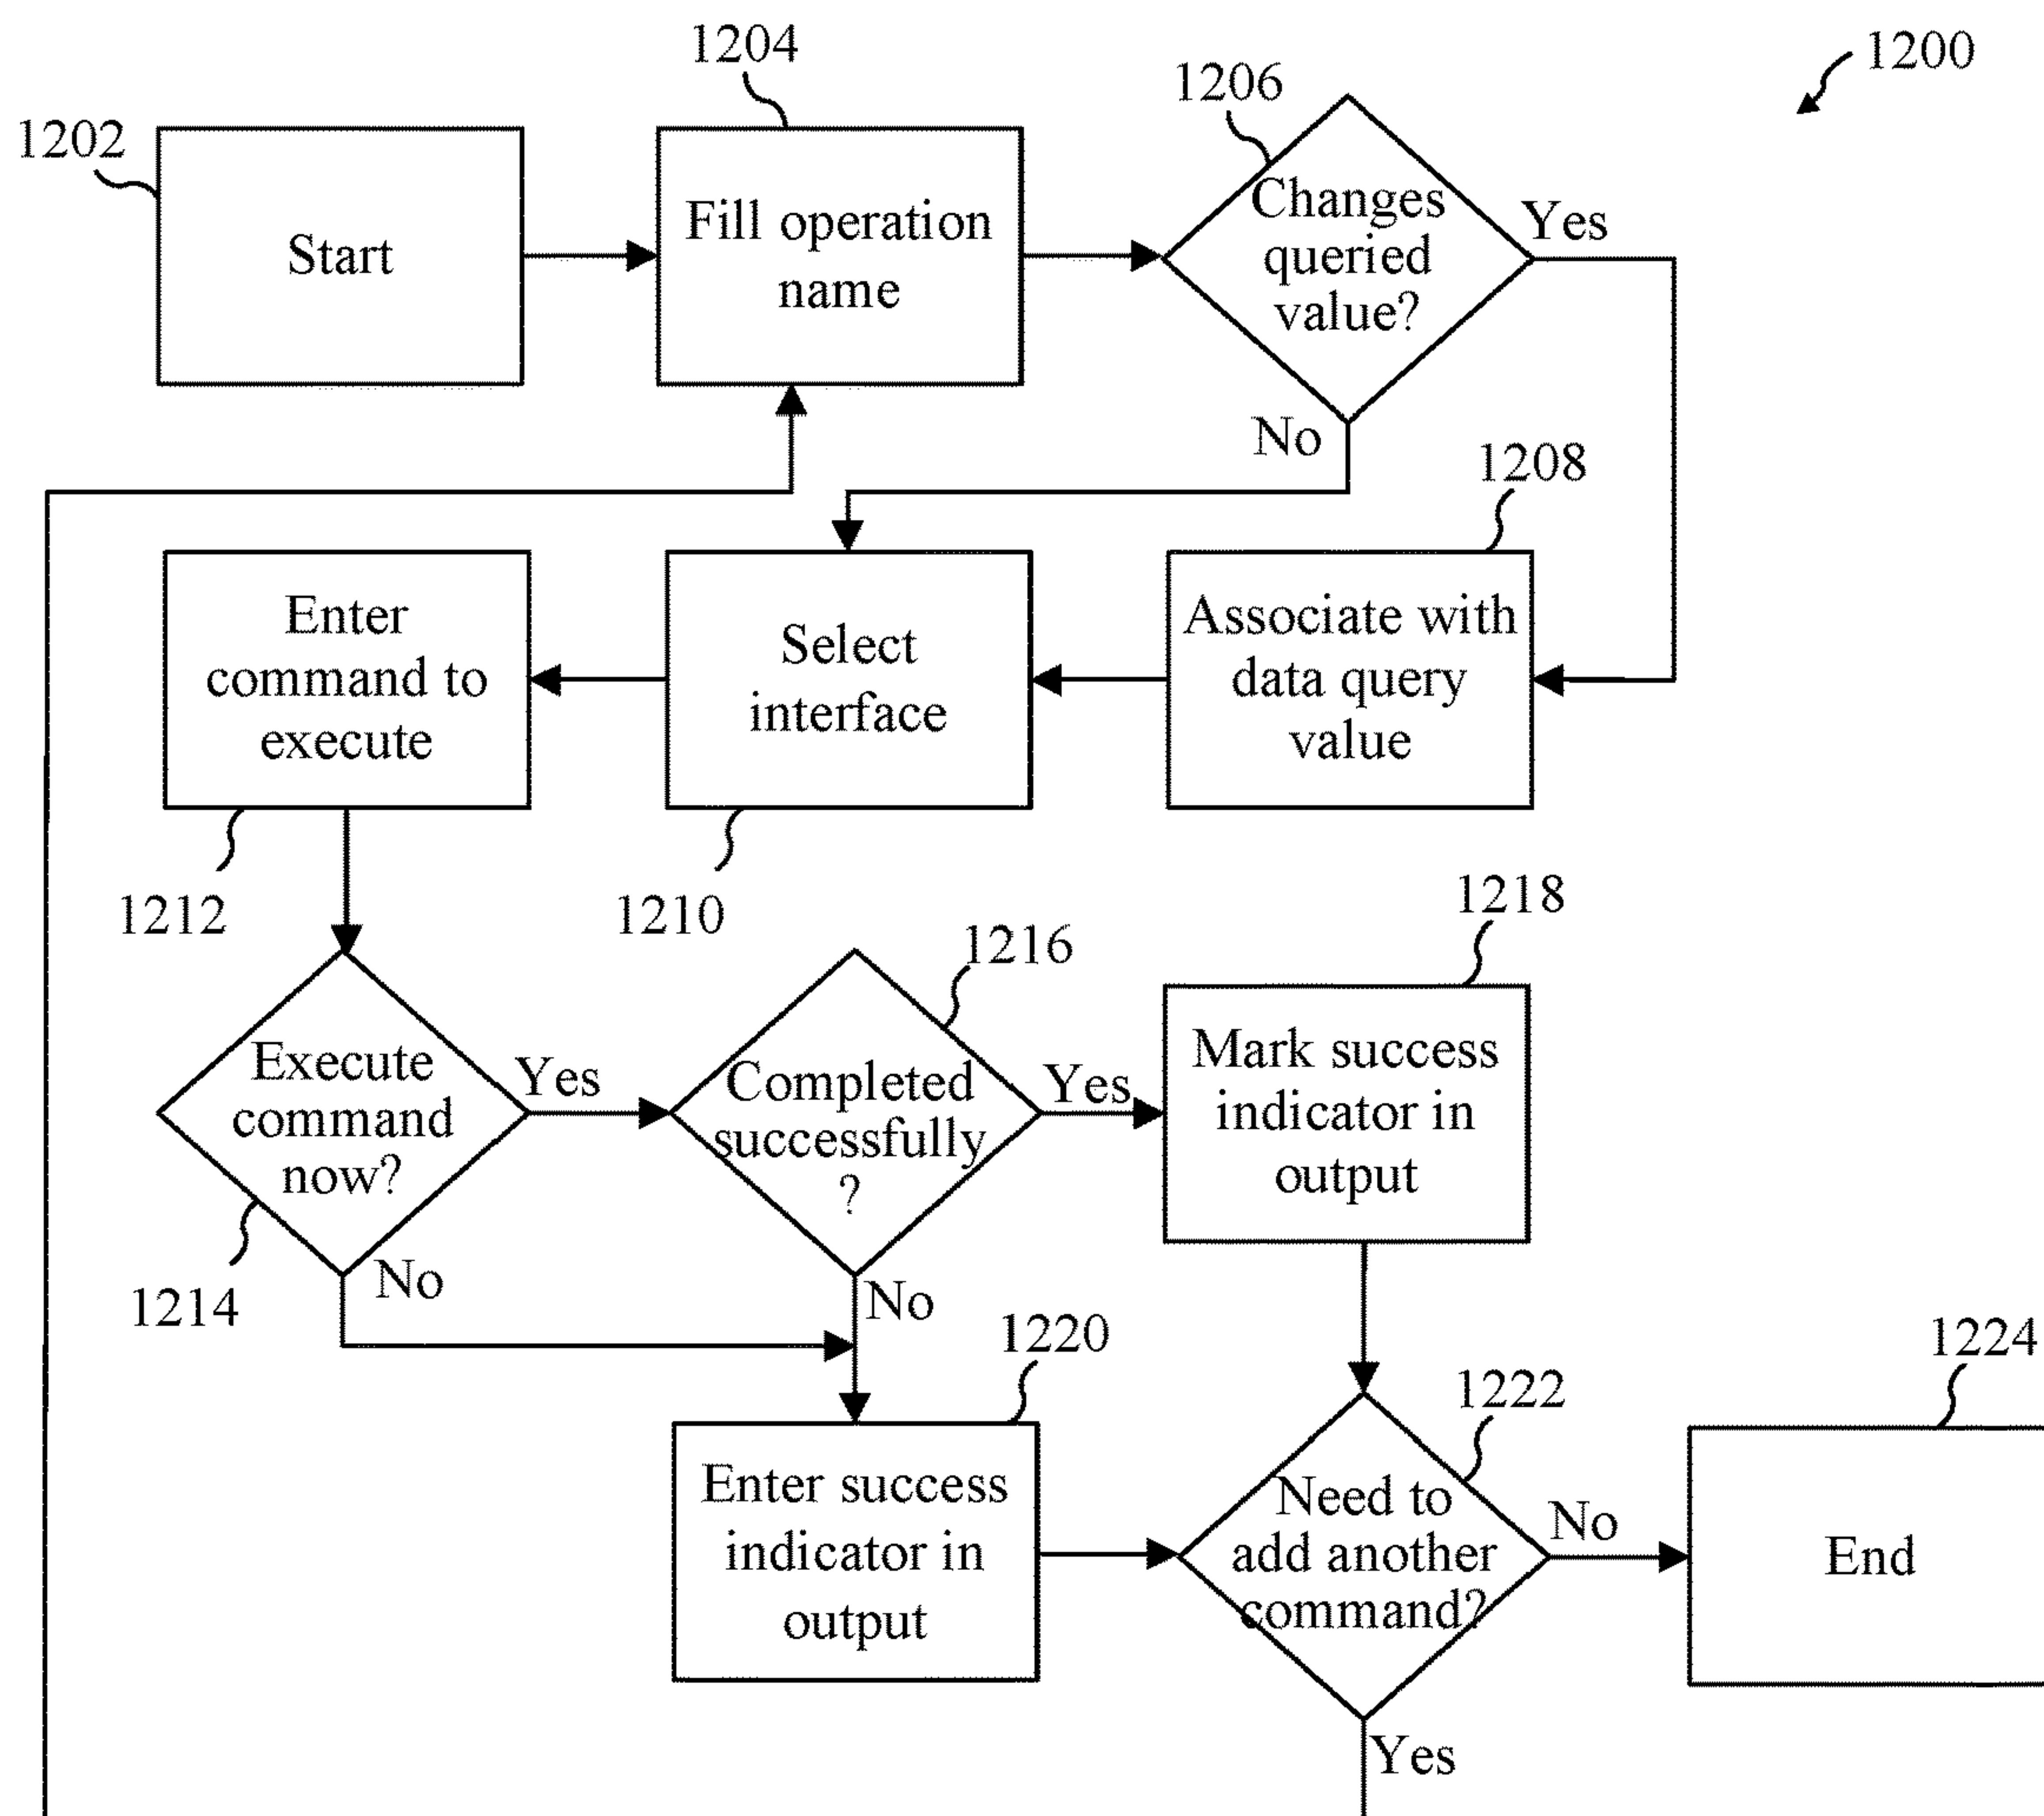 1200
1202
Start
1204
Fill operation
name
1206
Changes
queried
value?
Yes
No
1208
Associate with
data query
value
Select
interface
1210
Enter
command to
execute
1212
Execute
command
now?
1214
Yes
No
1216
Completed
successfully
?
Yes
No
1218
Mark success
indicator in
output
1220
Enter success
indicator in
output
1222
Need to
add another
command?
No
Yes
1224
End